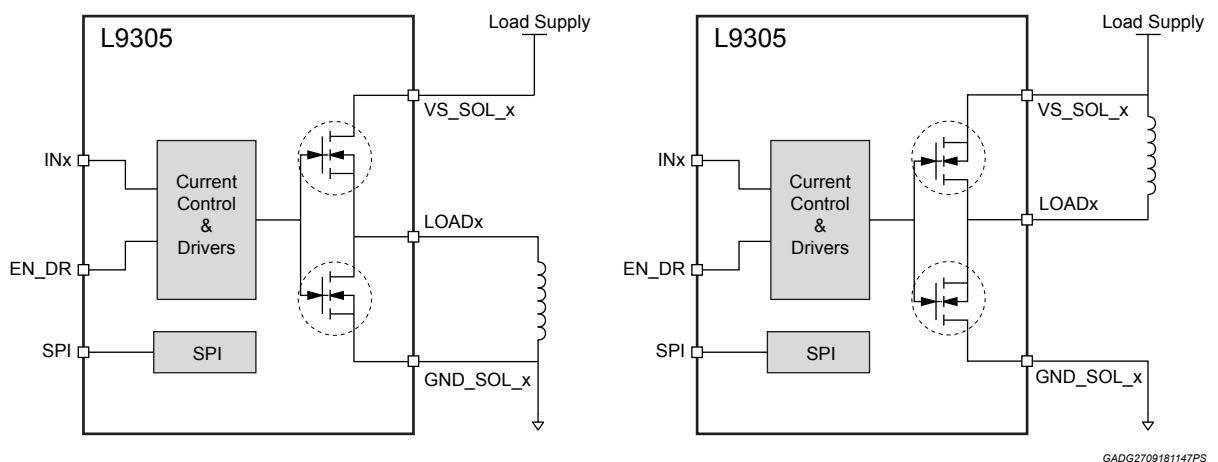 L9305
Load Supply
VS_SOL_x
INx
Current
Control
&
Drivers
LOADx
EN_DR
SPI
SPI
GND_SOL_x
L9305
Load Supply
VS_SOL_x
INx
Current
Control
&
Drivers
LOADx
EN_DR
SPI
SPI
GND_SOL_x
GADG2709181147PS